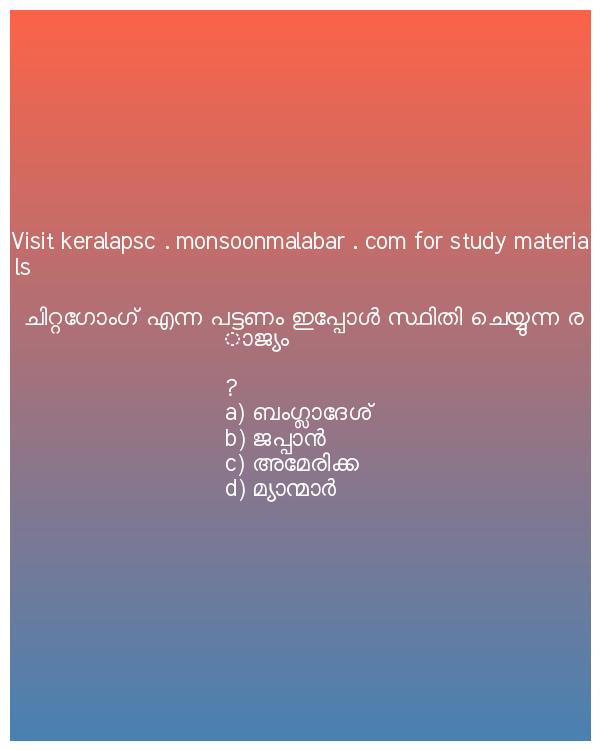 Visit keralapsc . monsoonmalabar . com for study materia
ls
ചിറ്റഗോംഗ് എന്ന പട്ടണം ഇപ്പോൾ സ്ഥിതി ചെയ്യുന്ന ര
ാജ്യം
?
a) ബംഗ്ലാദേശ്
b) ജപ്പാൻ
c) അമേരിക്ക
d) മ്യാന്മാർ